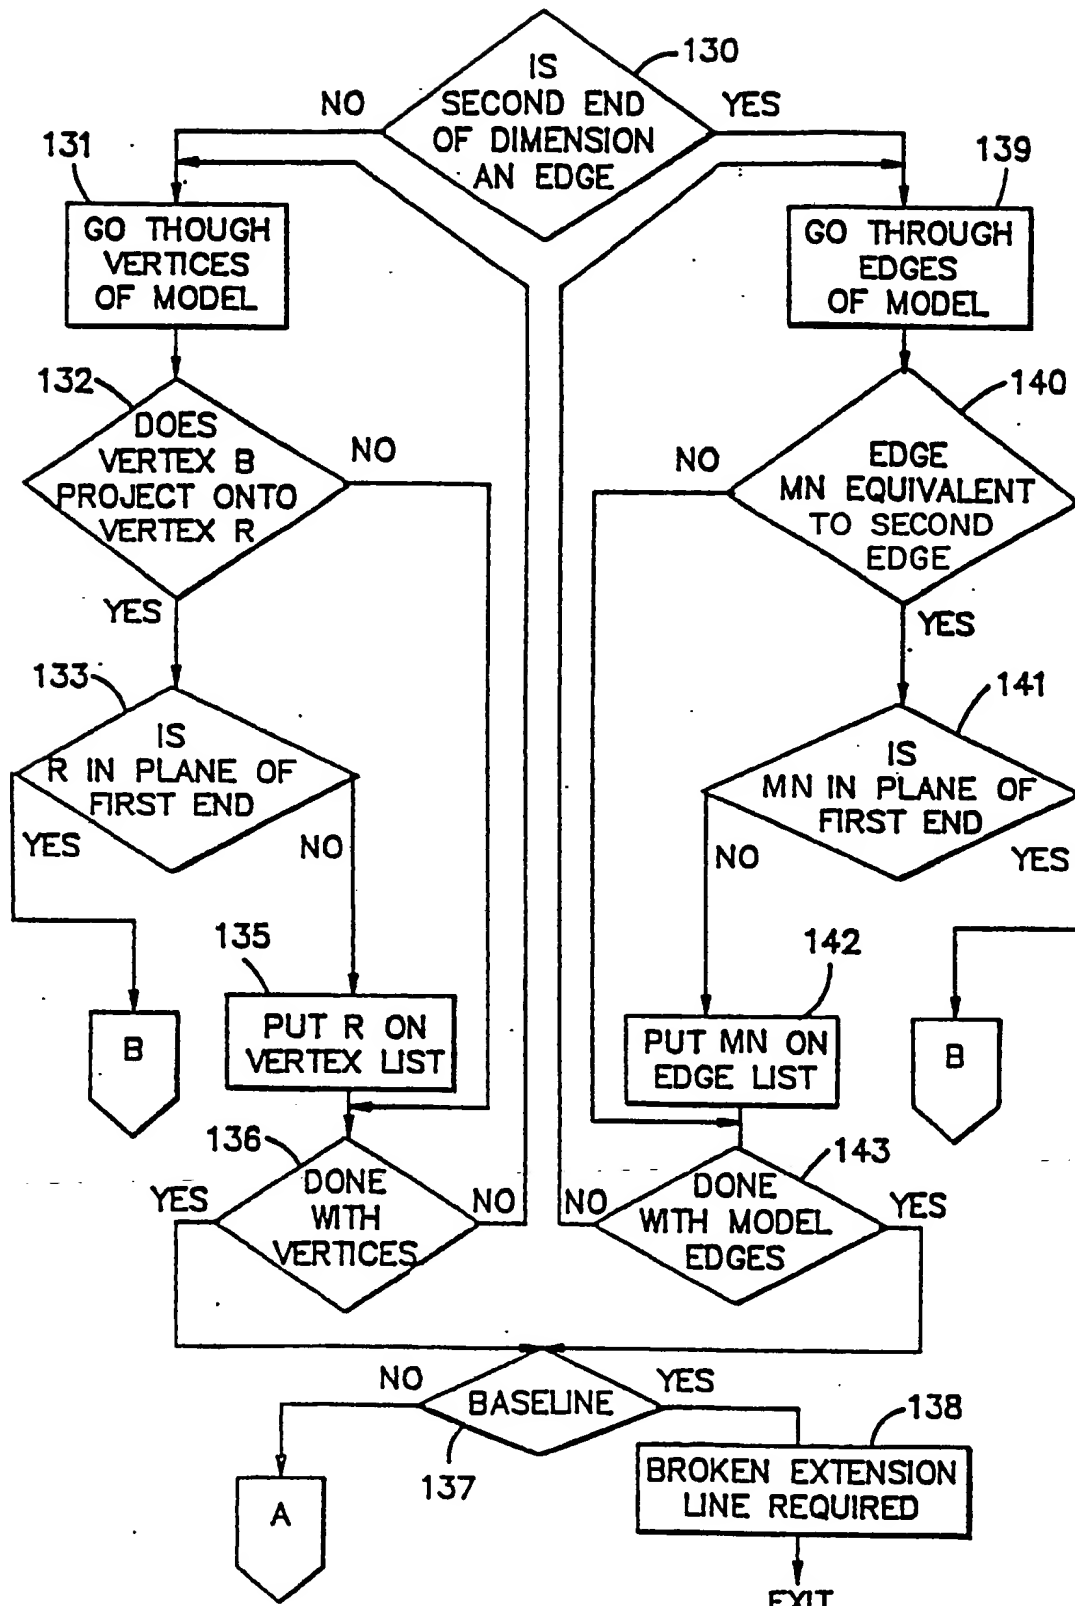 130
IS
SECOND END
OF DIMENSION
AN EDGE
NO
YES
131
GO THOUGH
VERTICES
OF MODEL
139
GO THROUGH
EDGES
OF MODEL
132
DOES
VERTEX B
PROJECT ONTO
VERTEX R
NO
YES
140
EDGE
MN EQUIVALENT
TO SECOND
EDGE
NO
YES
133
IS
R IN PLANE OF
FIRST END
YES
NO
141
IS
MN IN PLANE OF
FIRST END
NO
YES
135
PUT R ON
VERTEX LIST
B
142
PUT MN ON
EDGE LIST
B
136
DONE
WITH
VERTICES
YES
NO
143
DONE
WITH MODEL
EDGES
NO
YES
BASELINE
NO
YES
137
A
138
BROKEN EXTENSION
LINE REQUIRED
EXIT